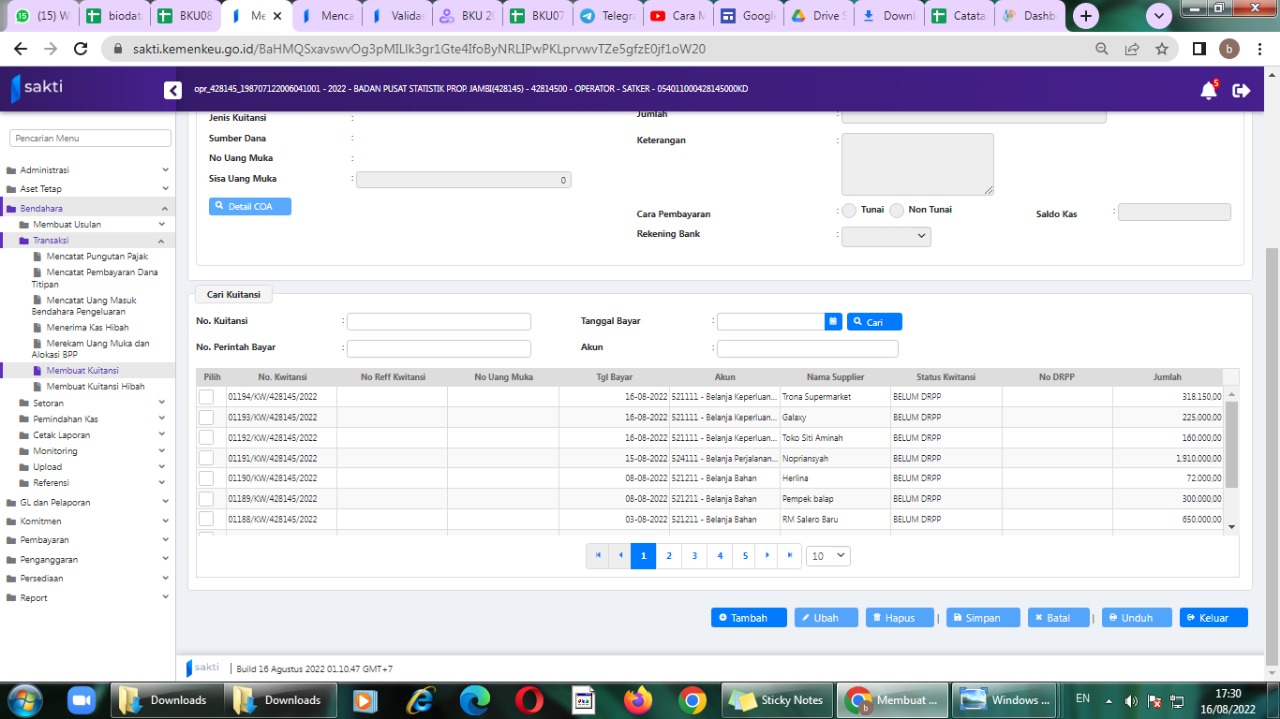 (15) W
biodat
BKU08
Me
Menca
Validas
BKU 2
BKU07
Telegra
Cara M
Googl
Drive S
Downl
Catata
Dashb
sakti.kemenkeu.go.id/
sakti
opr_428145_198707122006041001 - 2022 - BADAN PUSAT STATISTIK PROP. JAMBI(428145) - 42814500 - OPERATOR - SATKER - 054011000428145000KD
5
Pencarian Menu
Administrasi
Aset Tetap
Bendahara
Membuat Usulan
Transaksi
Mencatat Pungutan Pajak
Mencatat Pembayaran Dana
Titipan
Mencatat Uang Masuk
Bendahara Pengeluaran
Menerima Kas Hibah
Merekam Uang Muka dan
Alokasi BPP
Membuat Kuitansi
Membuat Kuitansi Hibah
Setoran
Pemindahan Kas
Cetak Laporan
Monitoring
Upload
Referensi
GL dan Pelaporan
Komitmen
Pembayaran
Penganggaran
Persediaan
Report
Jenis Kuitansi :
Sumber Dana :
No Uang Muka :
Sisa Uang Muka : 0
Detail COA
Jumlah :
Keterangan :
Cara Pembayaran : Tunai Non Tunai
Saldo Kas :
Rekening Bank :
Cari Kuitansi
No. Kuitansi : Tanggal Bayar : Cari
No. Perintah Bayar : Akun :
Pilih No. Kwitansi No Reff Kwitansi No Uang Muka Tgl Bayar Akun Nama Supplier Status Kwitansi No DRPP Jumlah
01194/KW/428145/2022 16-08-2022 521111 - Belanja Keperluan... Trona Supermarket BELUM DRPP 318.150.00
01193/KW/428145/2022 16-08-2022 521111 - Belanja Keperluan... Galaxy BELUM DRPP 225.000.00
01192/KW/428145/2022 16-08-2022 521111 - Belanja Keperluan... Toko Siti Aminah BELUM DRPP 160.000.00
01191/KW/428145/2022 15-08-2022 524111 - Belanja Perjalanan... Nopriansyah BELUM DRPP 1.910.000.00
01190/KW/428145/2022 08-08-2022 521211 - Belanja Bahan Herlina BELUM DRPP 72.000.00
01189/KW/428145/2022 08-08-2022 521211 - Belanja Bahan Pempek balap BELUM DRPP 300.000.00
01188/KW/428145/2022 03-08-2022 521211 - Belanja Bahan RM Salero Baru BELUM DRPP 650.000.00
1 2 3 4 5 10
Tambah Ubah Hapus | Simpan Batal | Unduh Keluar
sakti | Build 16 Agustus 2022 01.10.47 GMT+7
Downloads
Downloads
Sticky Notes
Membuat ...
Windows ...
EN
17:30
16/08/2022